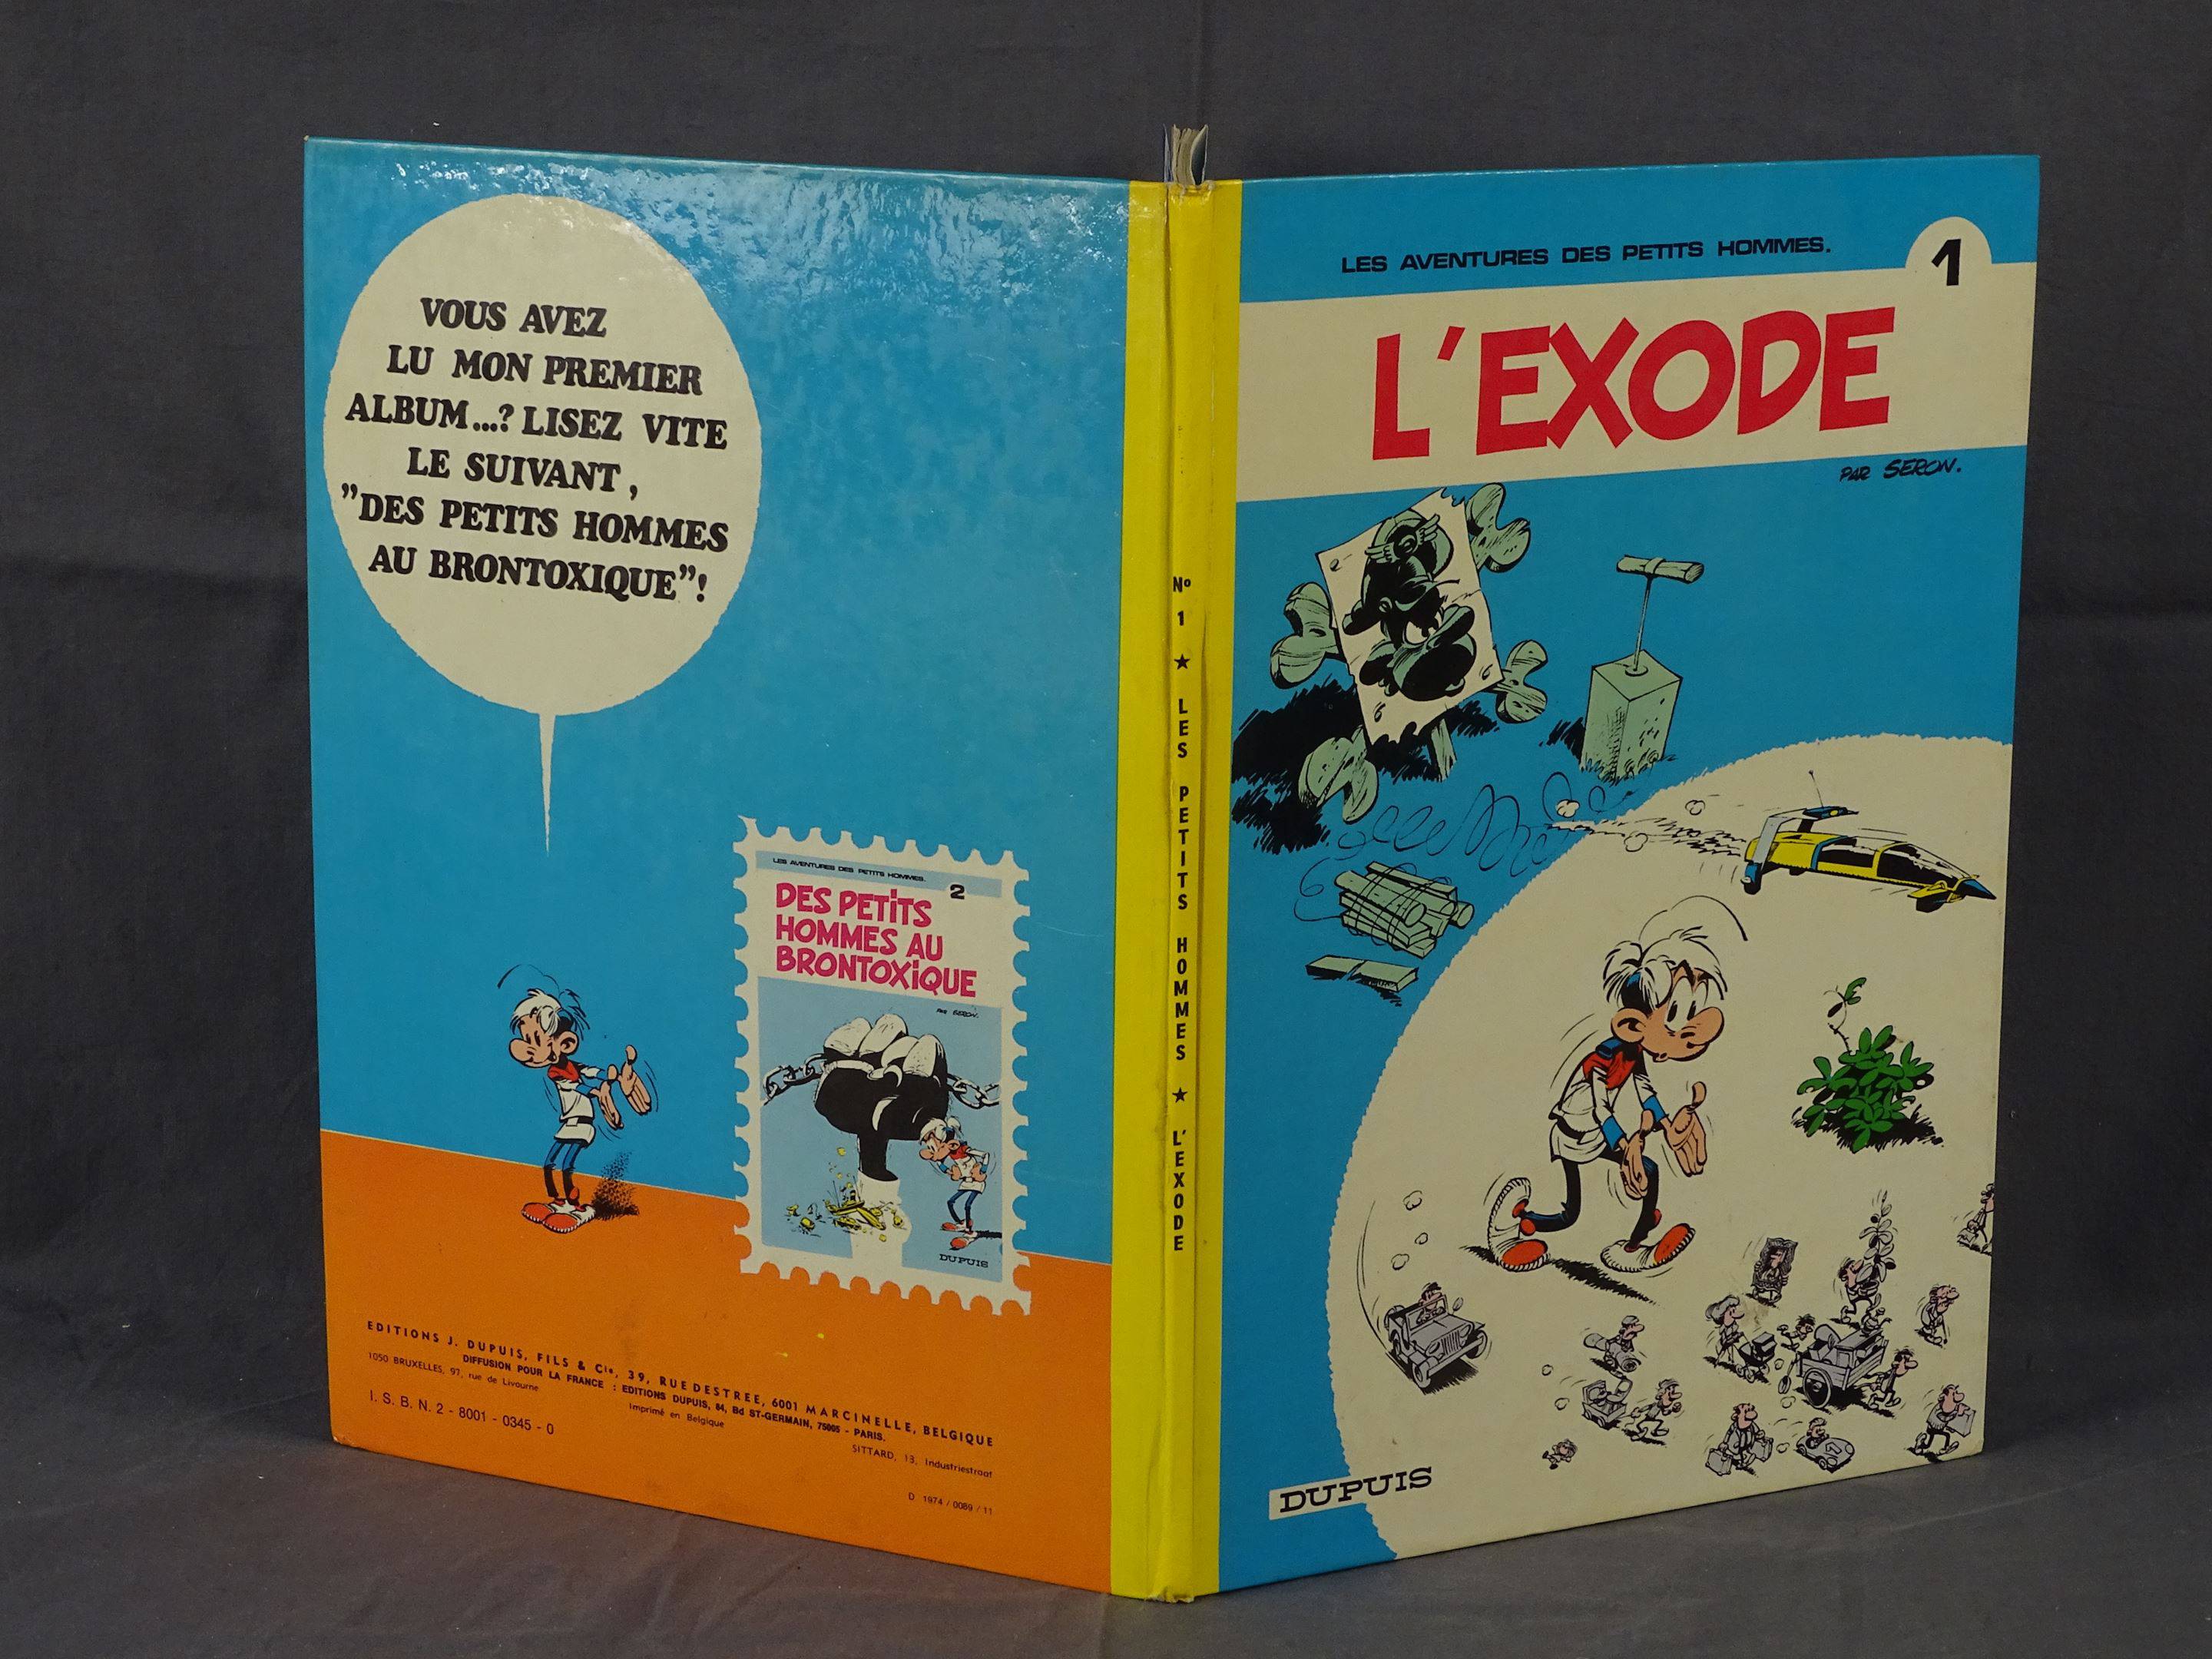 VOUS AVEZ
LU MON PREMIER
ALBUM...? LISEZ VITE
LE SUIVANT,
"DES PETITS HOMMES
AU BRONTOXIQUE"!
LES AVENTURES DES PETITS HOMMES.
2
DES PETITS
HOMMES AU
BRONTOXIQUE
PAR SERON.
DUPUIS
EDITIONS J. DUPUIS, FILS & Cie, 39, RUE DESTREE, 6001 MARCINELLE, BELGIQUE
DIFFUSION POUR LA FRANCE : EDITIONS DUPUIS, 84, Bd ST-GERMAIN, 75005 - PARIS.
1050 BRUXELLES, 97, rue de Livourne
Imprimé en Belgique
SITTARD, 13, Industriestraat
I. S. B. N. 2 - 8001 - 0345 - 0
D 1974 / 0089 / 11
No 1 ★ LES PETITS HOMMES ★ L'EXODE
LES AVENTURES DES PETITS HOMMES.
1
L'EXODE
PAR SERON.
DUPUIS